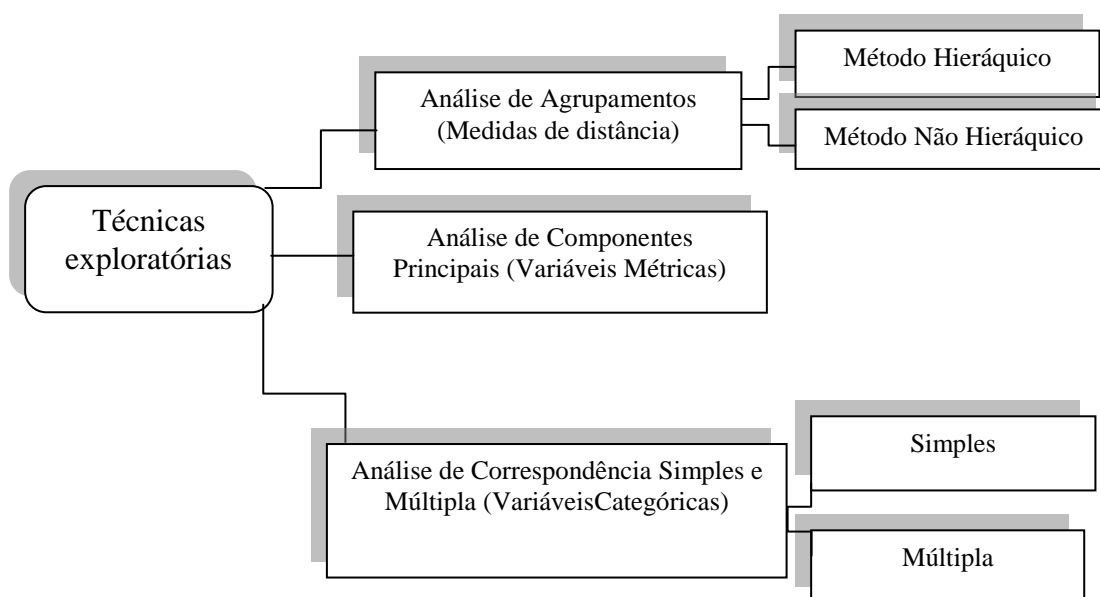 Técnicas
exploratórias
Análise de Agrupamentos
(Medidas de distância)
Método Hieráquico
Método Não Hieráquico
Análise de Componentes
Principais (Variáveis Métricas)
Análise de Correspondência Simples e
Múltipla (VariáveisCategóricas)
Simples
Múltipla